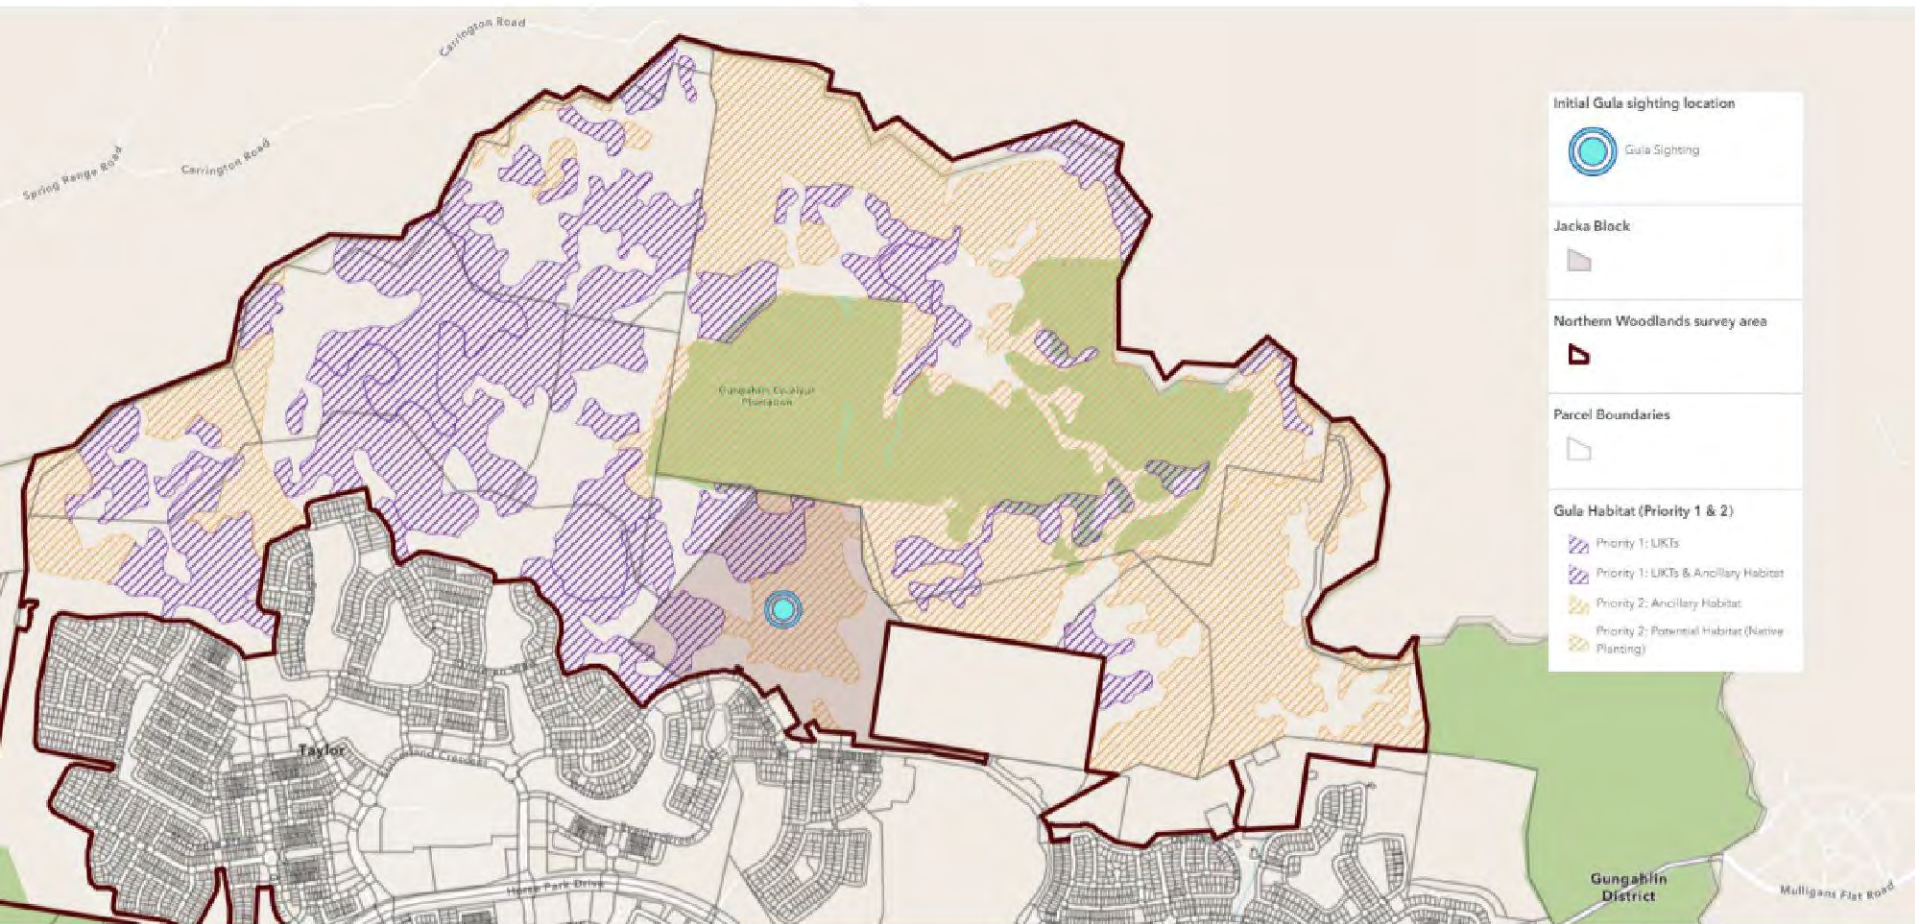 Carrington Road
Carrington Road
Spring Range Road
Initial Gula sighting location
Gula Sighting
Jacka Block
Northern Woodlands survey area
Parcel Boundaries
Gula Habitat (Priority 1 & 2)
Priority 1: LIKTs
Priority 1: LIKTs & Ancillary Habitat
Priority 2: Ancillary Habitat
Priority 2: Potential Habitat (Native
Planting)
Gungahlin
Plantation
Taylor
Crescent
Horse Park Drive
Gungahlin
District
Mulligans Flat Road